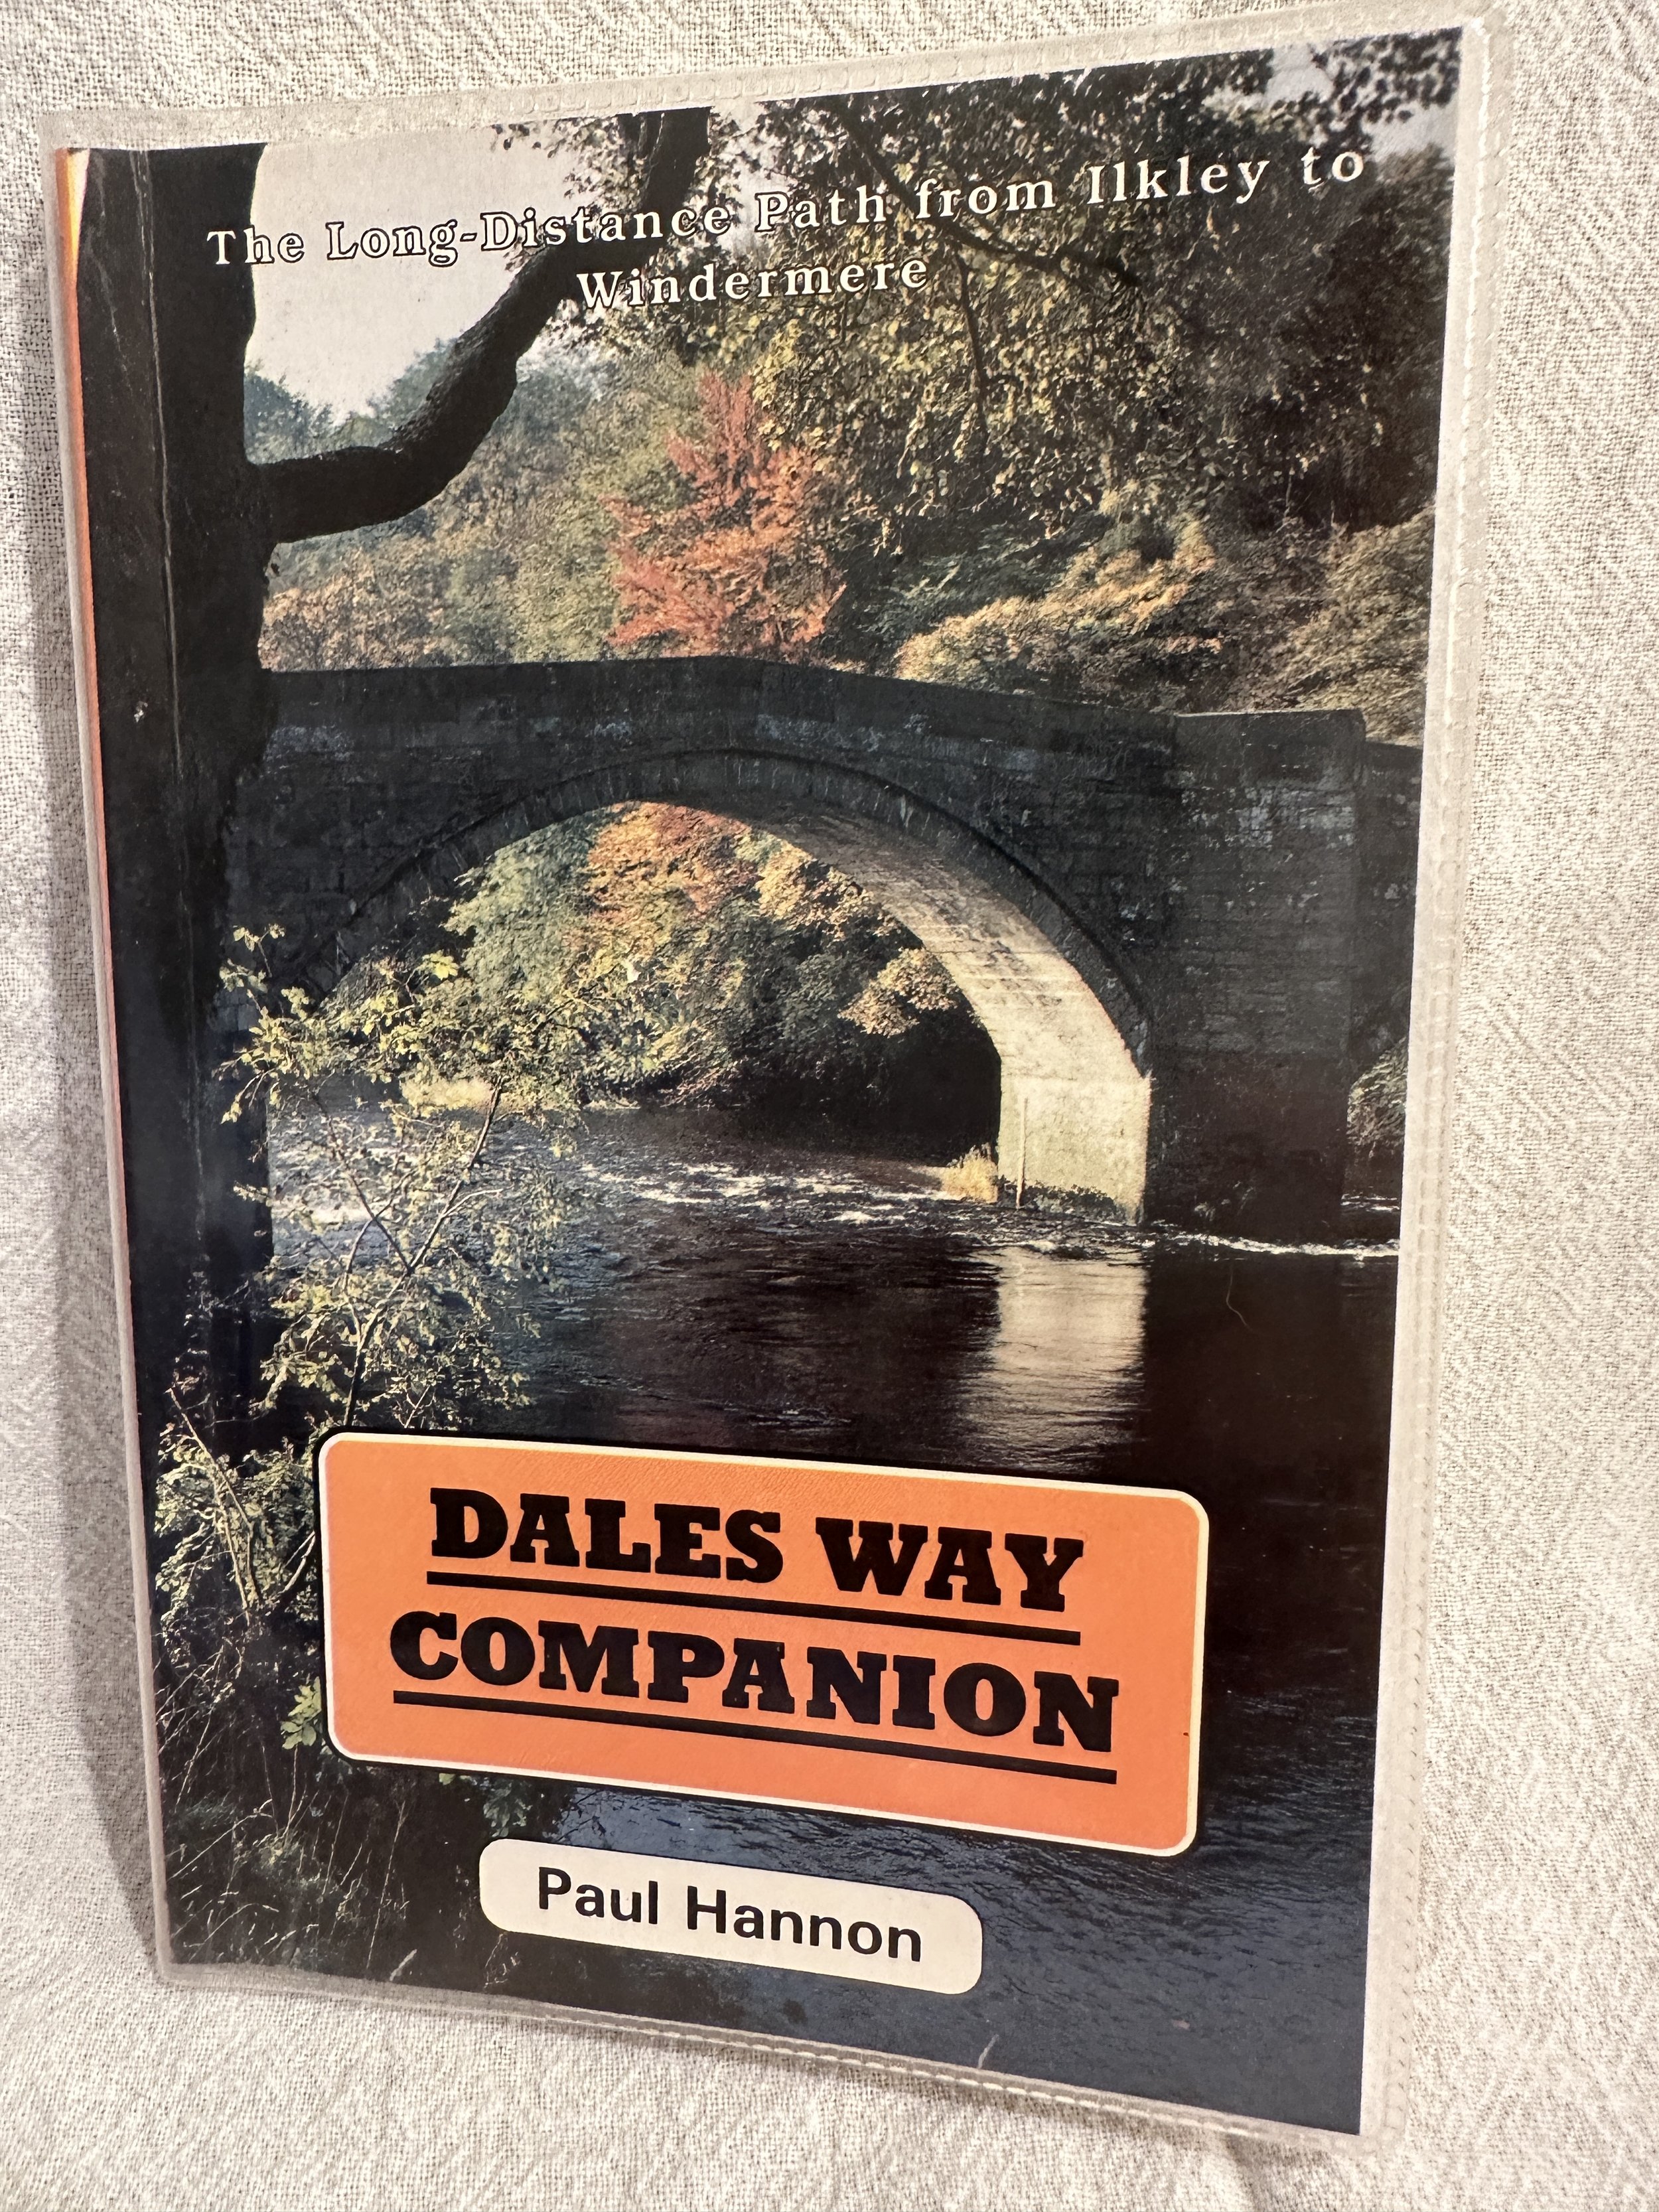 The Long-Distance Path from Ilkley to
Windermere
DALES WAY
COMPANION
Paul Hannon